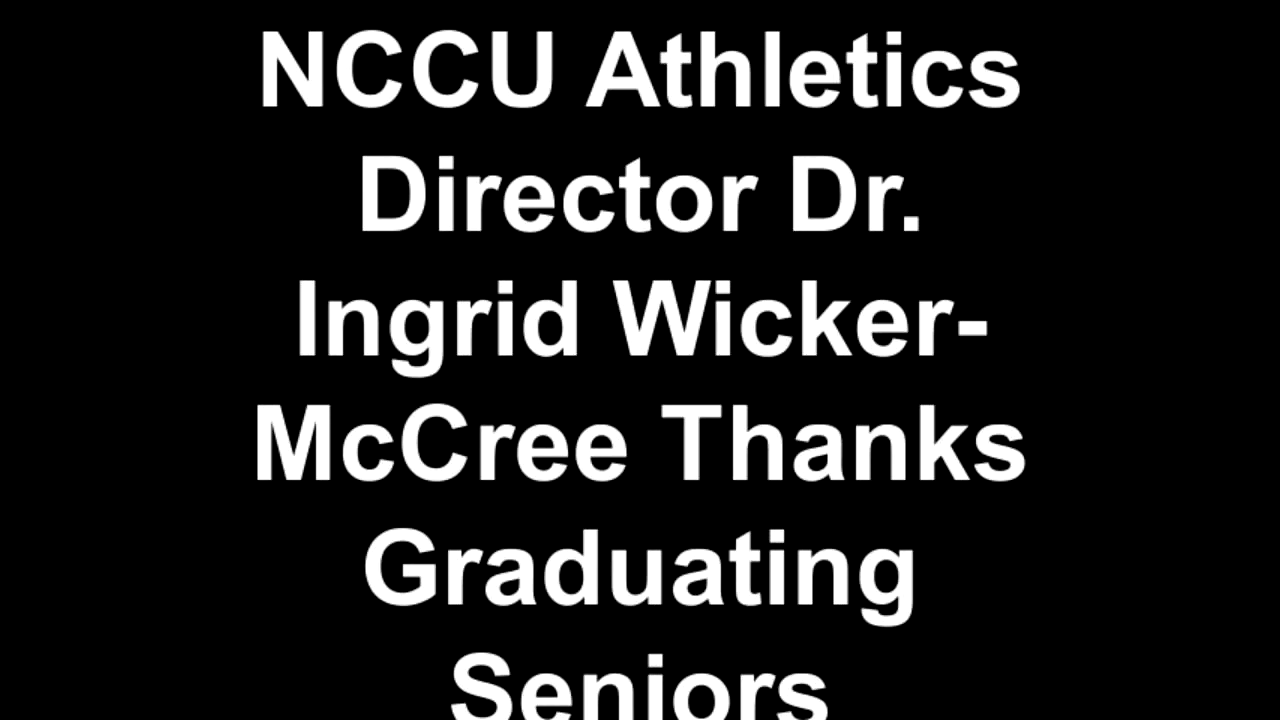 NCCU Athletics
Director Dr.
Ingrid Wicker-
McCree Thanks
Graduating
Seniors